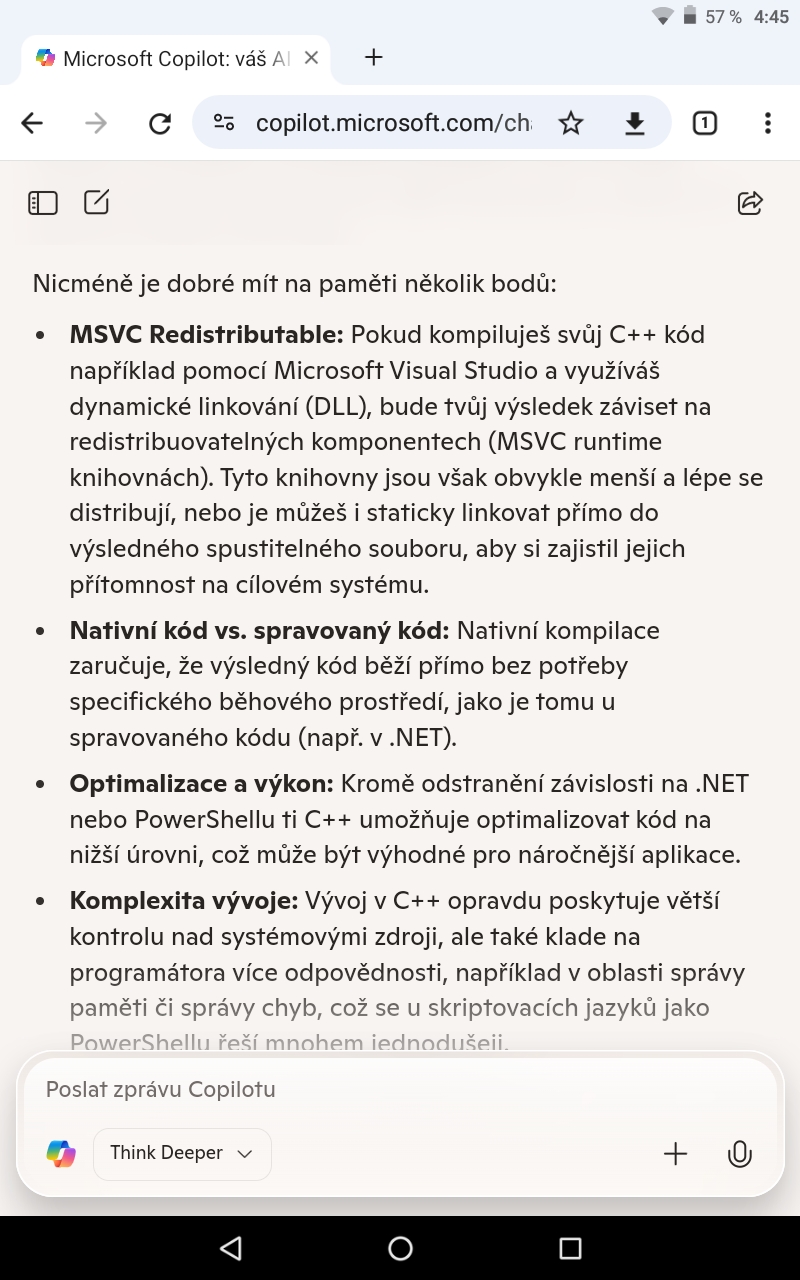 57 % 4:45
Microsoft Copilot: váš AI
copilot.microsoft.com/ch
1
Nicméně je dobré mít na paměti několik bodů:
• MSVC Redistributable: Pokud kompiluješ svůj C++ kód
například pomocí Microsoft Visual Studio a využíváš
dynamické linkování (DLL), bude tvůj výsledek záviset na
redistribuovatelných komponentech (MSVC runtime
knihovnách). Tyto knihovny jsou však obvykle menší a lépe se
distribují, nebo je můžeš i staticky linkovat přímo do
výsledného spustitelného souboru, aby si zajistil jejich
přítomnost na cílovém systému.
• Nativní kód vs. spravovaný kód: Nativní kompilace
zaručuje, že výsledný kód běží přímo bez potřeby
specifického běhového prostředí, jako je tomu u
spravovaného kódu (např. v .NET).
• Optimalizace a výkon: Kromě odstranění závislosti na .NET
nebo PowerShellu ti C++ umožňuje optimalizovat kód na
nižší úrovni, což může být výhodné pro náročnější aplikace.
• Komplexita vývoje: Vývoj v C++ opravdu poskytuje větší
kontrolu nad systémovými zdroji, ale také klade na
programátora více odpovědnosti, například v oblasti správy
paměti či správy chyb, což se u skriptovacích jazyků jako
PowerShellu řeší mnohem jednodušeji.
Poslat zprávu Copilotu
Think Deeper